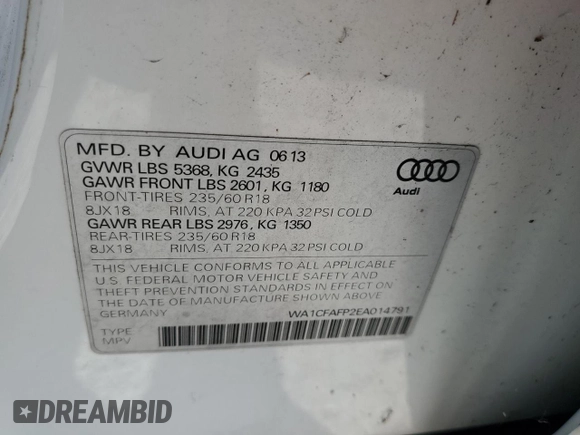 MFD. BY AUDI AG 0613
GVWR LBS 5368, KG 2435
GAWR FRONT LBS 2601, KG 1180
FRONT-TIRES 235/60 R18
8JX18 RIMS, AT 220 KPA 32 PSI COLD
GAWR REAR LBS 2976, KG 1350
REAR-TIRES 235/60 R18
8JX18 RIMS, AT 220 KPA 32 PSI COLD
Audi
THIS VEHICLE CONFORMS TO ALL APPLICABLE
U.S. FEDERAL MOTOR VEHICLE SAFETY AND
THEFT PREVENTION STANDARDS IN EFFECT ON
THE DATE OF MANUFACTURE SHOWN ABOVE.
GERMANY WA1CFAFP2EA014791
TYPE
MPV
DREAMBID